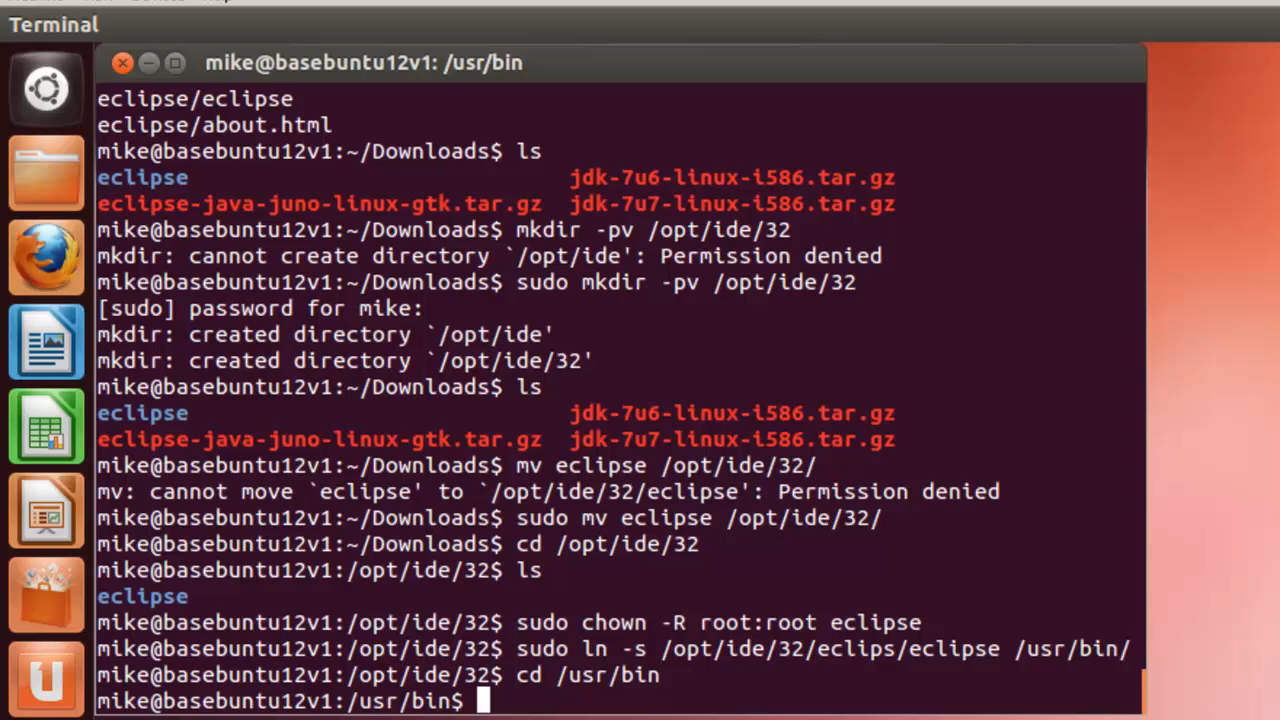 Terminal
mike@basebuntu12v1: /usr/bin
eclipse/eclipse
eclipse/about.html
mike@basebuntu12v1:~/Downloads$ ls
eclipse jdk-7u6-linux-i586.tar.gz
eclipse-java-juno-linux-gtk.tar.gz jdk-7u7-linux-i586.tar.gz
mike@basebuntu12v1:~/Downloads$ mkdir -pv /opt/ide/32
mkdir: cannot create directory `/opt/ide': Permission denied
mike@basebuntu12v1:~/Downloads$ sudo mkdir -pv /opt/ide/32
[sudo] password for mike:
mkdir: created directory `/opt/ide'
mkdir: created directory `/opt/ide/32'
mike@basebuntu12v1:~/Downloads$ ls
eclipse jdk-7u6-linux-i586.tar.gz
eclipse-java-juno-linux-gtk.tar.gz jdk-7u7-linux-i586.tar.gz
mike@basebuntu12v1:~/Downloads$ mv eclipse /opt/ide/32/
mv: cannot move `eclipse' to `/opt/ide/32/eclipse': Permission denied
mike@basebuntu12v1:~/Downloads$ sudo mv eclipse /opt/ide/32/
mike@basebuntu12v1:~/Downloads$ cd /opt/ide/32
mike@basebuntu12v1:/opt/ide/32$ ls
eclipse
mike@basebuntu12v1:/opt/ide/32$ sudo chown -R root:root eclipse
mike@basebuntu12v1:/opt/ide/32$ sudo ln -s /opt/ide/32/eclips/eclipse /usr/bin/
mike@basebuntu12v1:/opt/ide/32$ cd /usr/bin
mike@basebuntu12v1:/usr/bin$